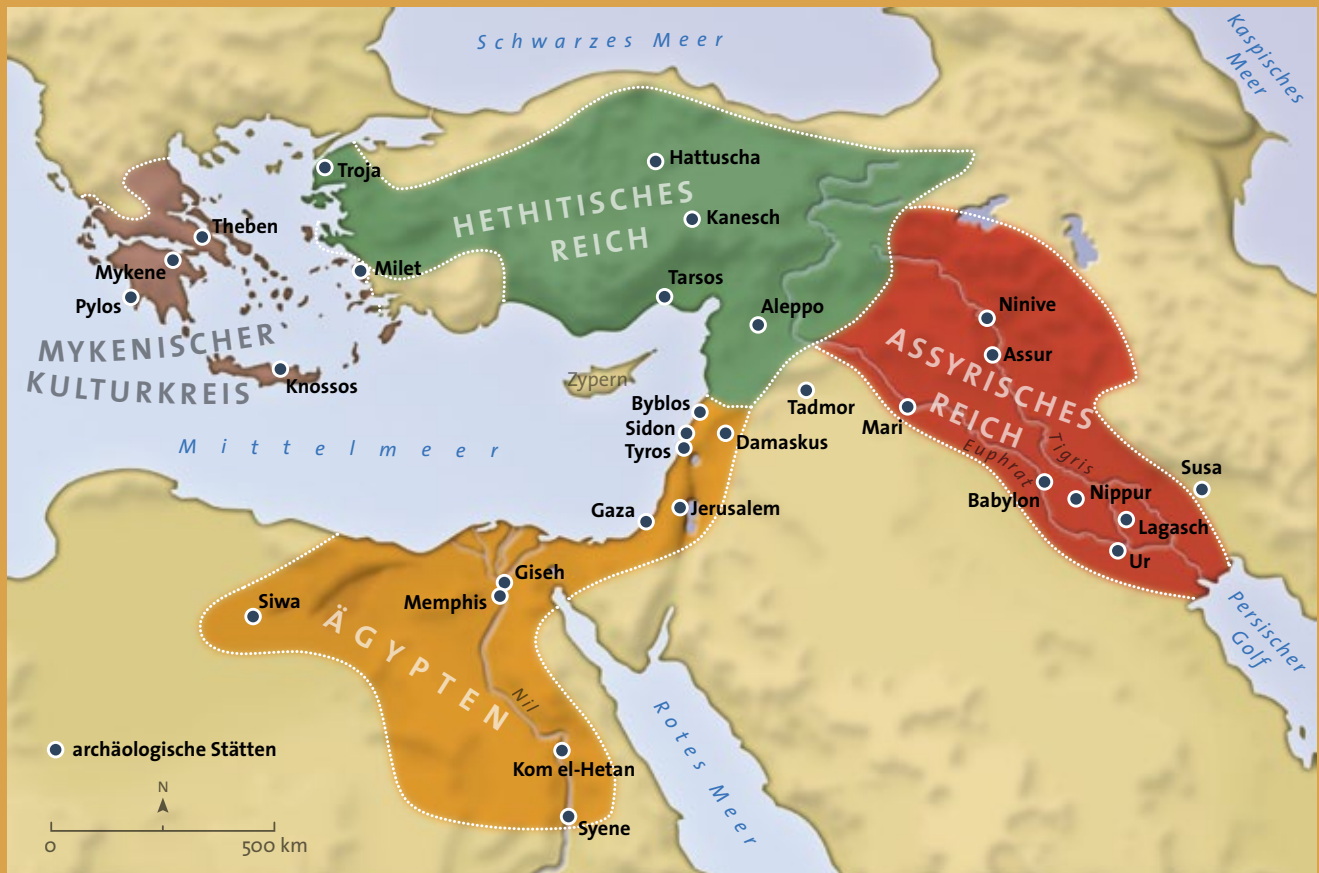 Schwarzes Meer
Kaspisches
Meer
Troja
Hattuscha
HETHITISCHES
REICH
Kanesch
Theben
Mykene
Pylos
Milet
Tarsos
Aleppo
Ninive
Assur
ASSYRISCHES
REICH
MYKENISCHER
KULTURKREIS
Knossos
Zypern
Tadmor
Mari
Byblos
Sidon
Tyros
Damaskus
Mittelmeer
Euphrat
Tigris
Susa
Babylon
Nippur
Lagasch
Ur
Gaza
Jerusalem
Giseh
Memphis
Siwa
ÄGYPTEN
Nil
Persischer
Golf
Rotes Meer
Kom el-Hetan
Syene
archäologische Stätten
N
0 500 km